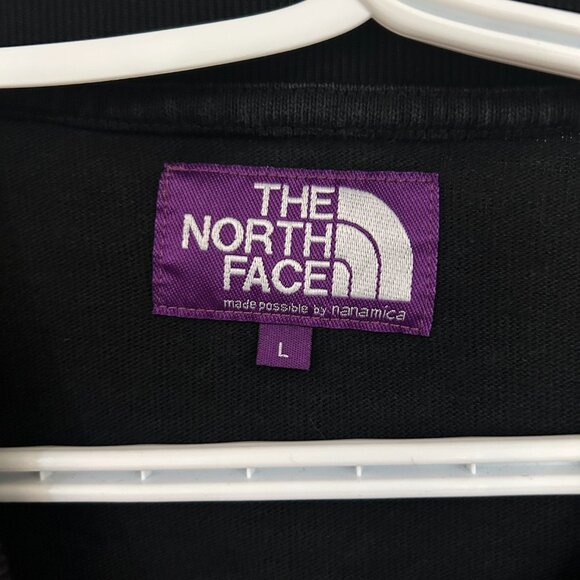 THE
NORTH
FACE
made possible by nanamica
L